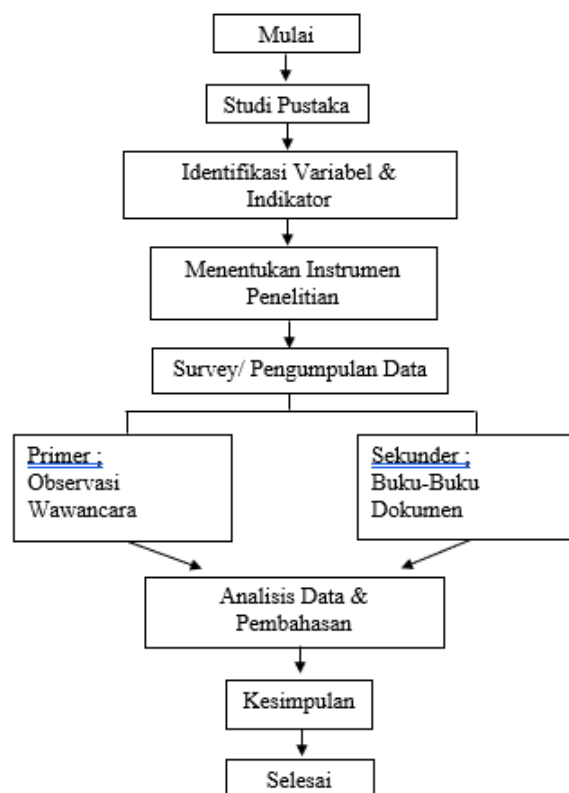 Mulai
Studi Pustaka
Identifikasi Variabel &
Indikator
Menentukan Instrumen
Penelitian
Survey/ Pengumpulan Data
Primer ;
Observasi
Wawancara
Sekunder ;
Buku-Buku
Dokumen
Analisis Data &
Pembahasan
Kesimpulan
Selesai